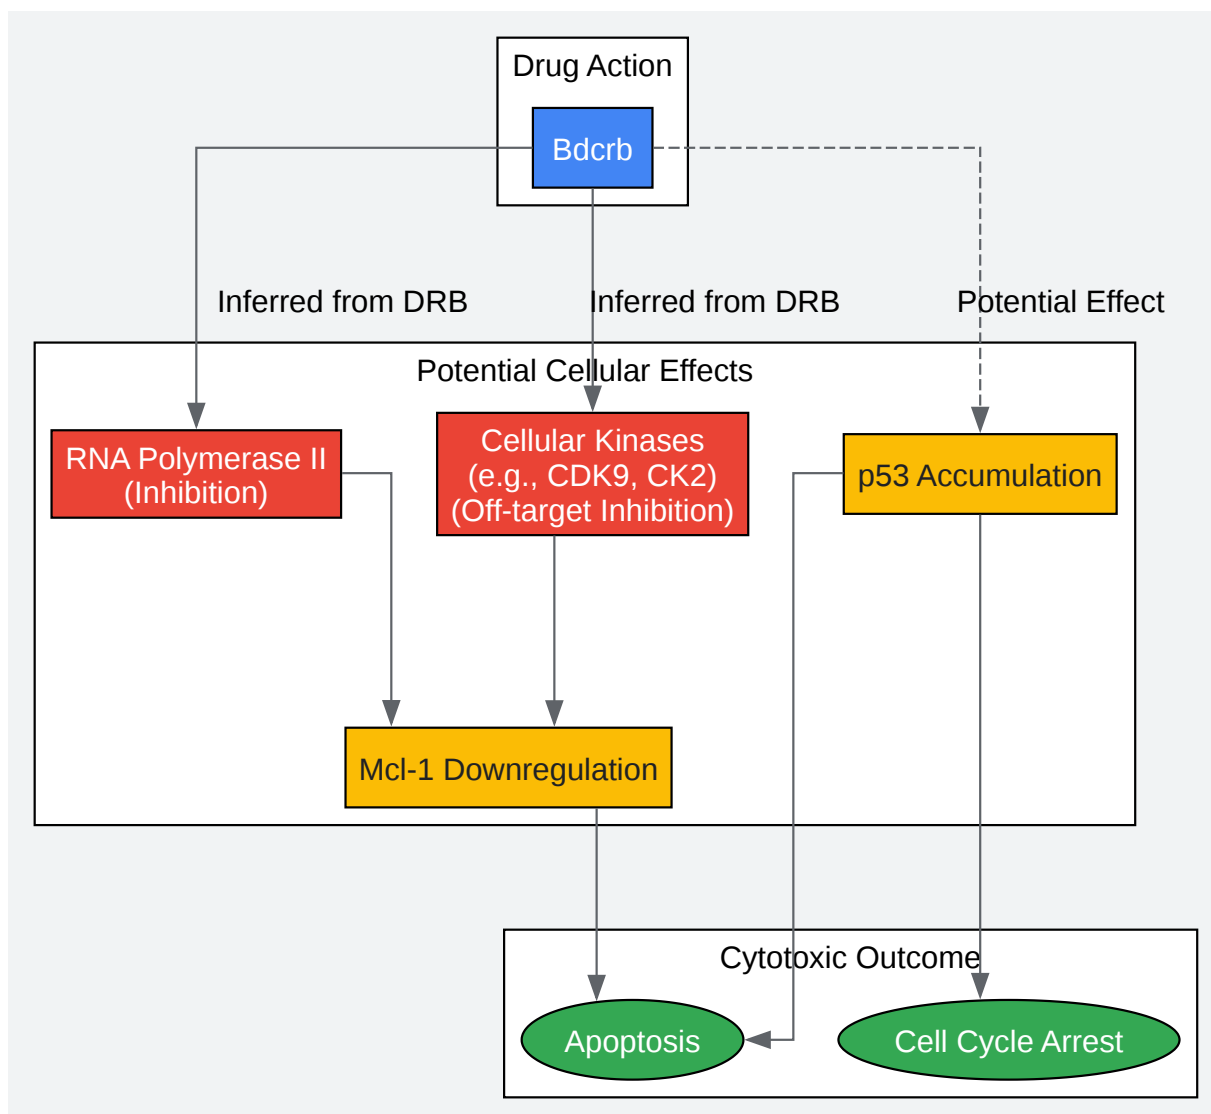 Drug Action
Bdcrb
Inferred from DRB
Inferred from DRB
Potential Effect
Potential Cellular Effects
RNA Polymerase II
(Inhibition)
Cellular Kinases
(e.g., CDK9, CK2)
(Off-target Inhibition)
p53 Accumulation
Mcl-1 Downregulation
Cytotoxic Outcome
Apoptosis
Cell Cycle Arrest